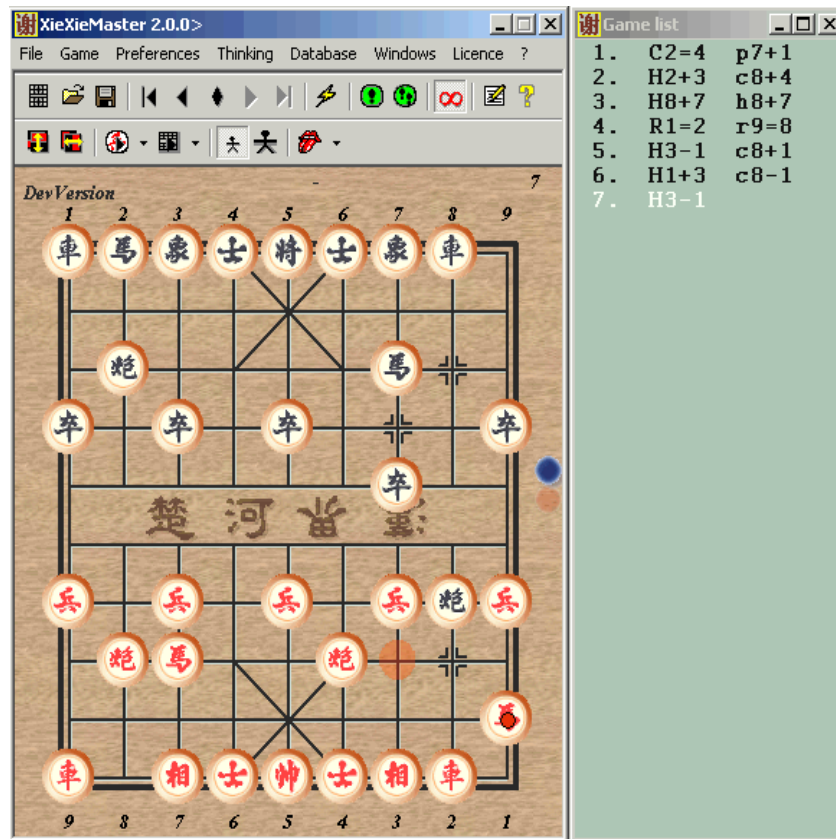 谢 XieXieMaster 2.0.0>
File Game Preferences Thinking Database Windows Licence ?
DevVersion
7
1 2 3 4 5 6 7 8 9
車 馬 象 士 将 士 象 車
炮 馬
卒 卒 卒 卒
卒
楚 河
兵 兵 兵 兵 炮 兵
炮 馬 炮
車 相 士 帅 士 相 車
9 8 7 6 5 4 3 2 1
谢 Game list
1. C2=4 p7+1
2. H2+3 c8+4
3. H8+7 h8+7
4. R1=2 r9=8
5. H3-1 c8+1
6. H1+3 c8-1
7. H3-1